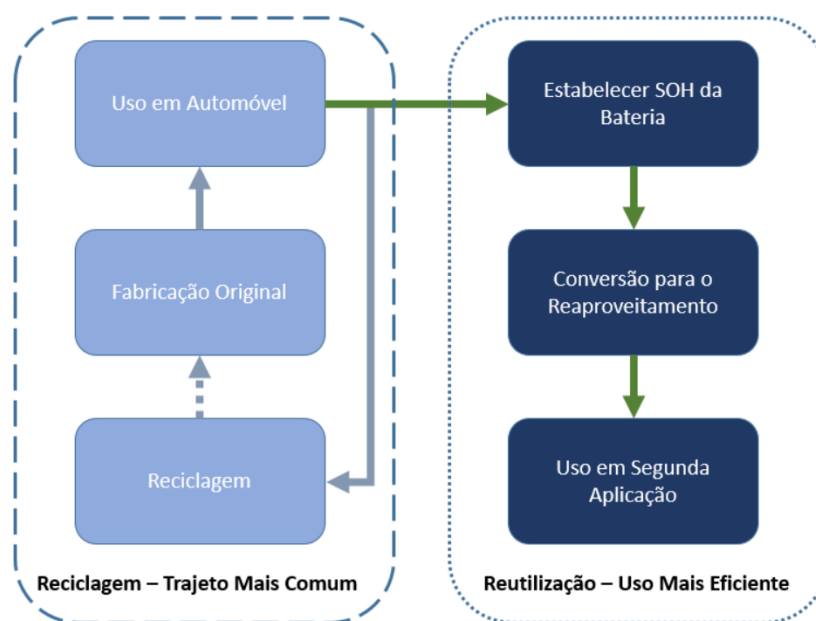 Uso em Automóvel
Fabricação Original
Reciclagem
Reciclagem – Trajeto Mais Comum
Estabelecer SOH da
Bateria
Conversão para o
Reaproveitamento
Uso em Segunda
Aplicação
Reutilização – Uso Mais Eficiente